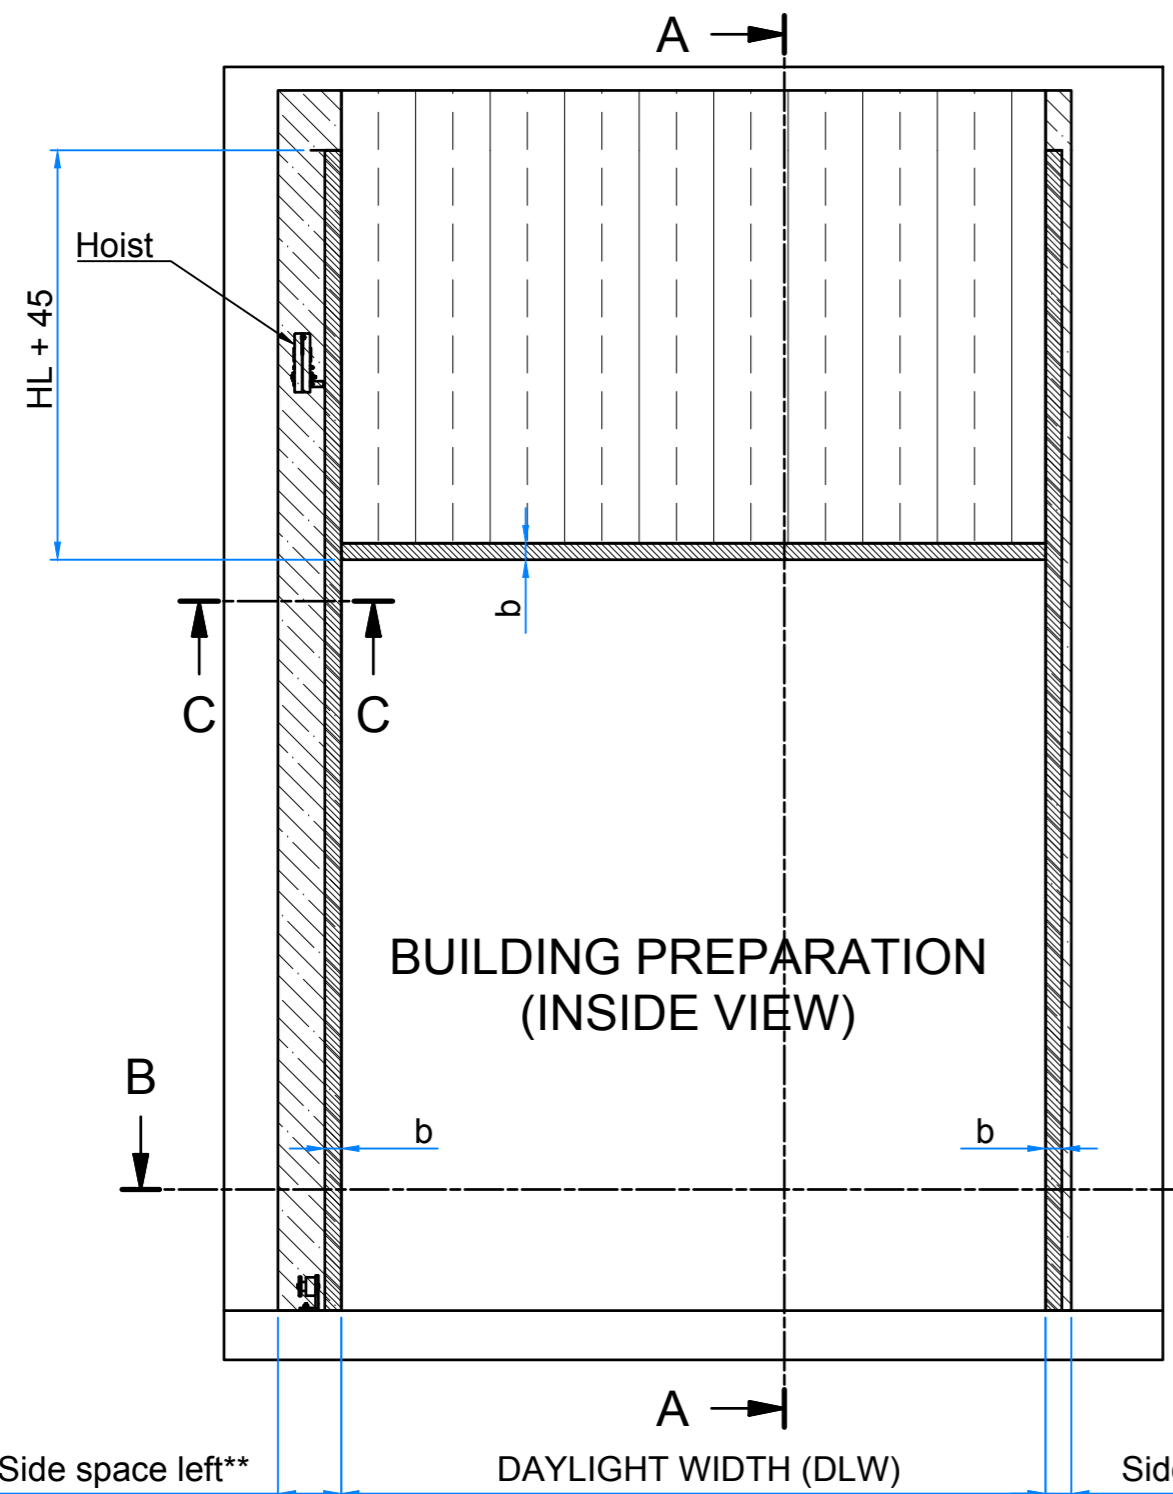 A
Hoist
HL + 45
b
C
C
BUILDING PREPARATION
(INSIDE VIEW)
B
b
b
A
Side space left**
DAYLIGHT WIDTH (DLW)